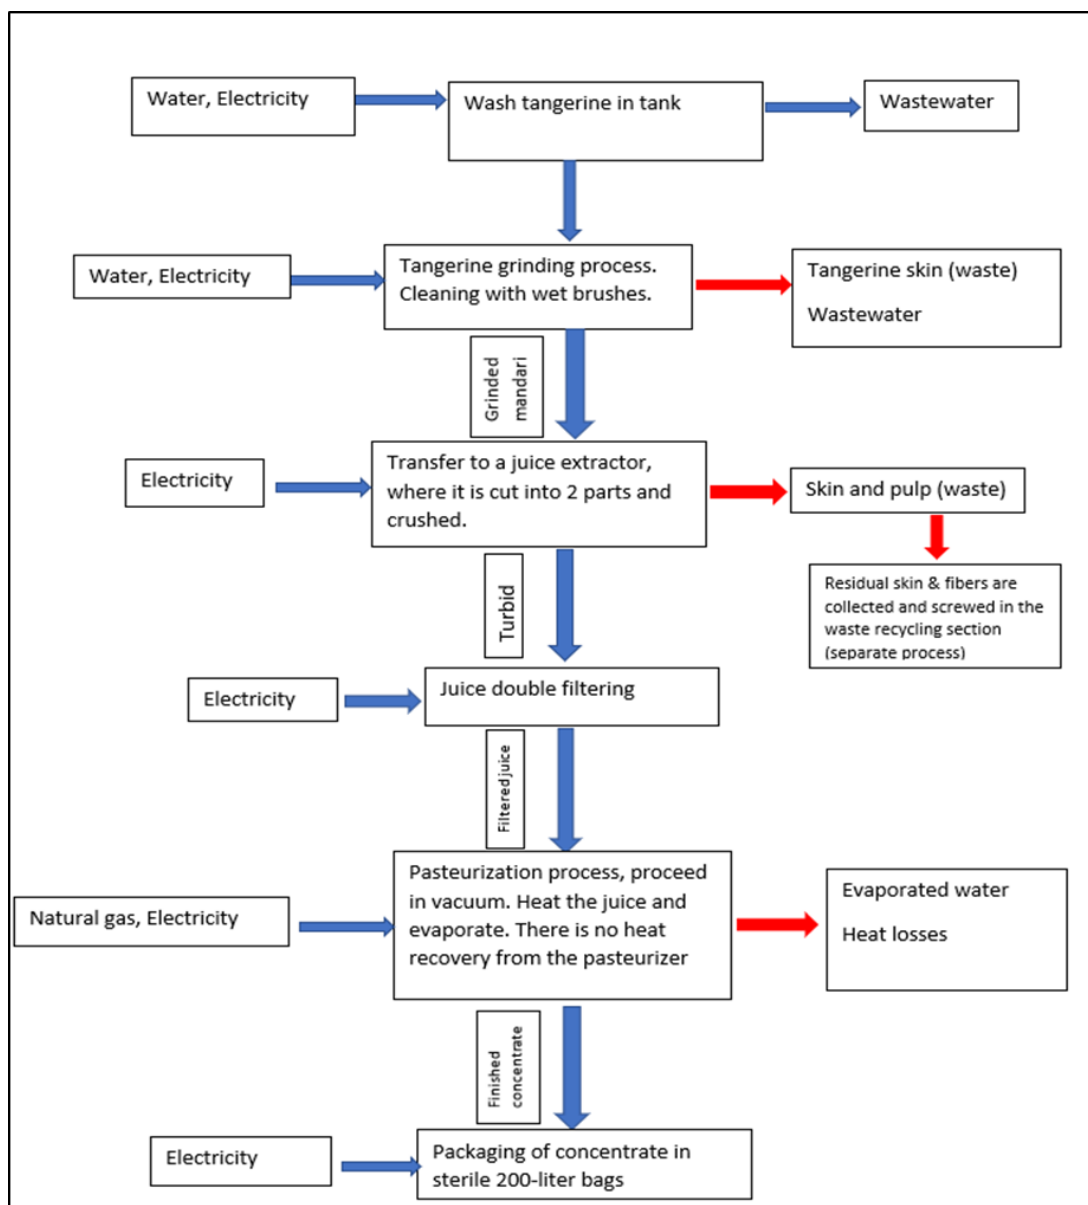 Water, Electricity
Wash tangerine in tank
Wastewater
Water, Electricity
Tangerine grinding process.
Cleaning with wet brushes.
Tangerine skin (waste)
Wastewater
Grinded
mandari
Electricity
Transfer to a juice extractor,
where it is cut into 2 parts and
crushed.
Skin and pulp (waste)
Residual skin & fibers are
collected and screwed in the
waste recycling section
(separate process)
Turbid
Electricity
Juice double filtering
Filtered juice
Natural gas, Electricity
Pasteurization process, proceed
in vacuum. Heat the juice and
evaporate. There is no heat
recovery from the pasteurizer
Evaporated water
Heat losses
Finished
concentrate
Electricity
Packaging of concentrate in
sterile 200-liter bags